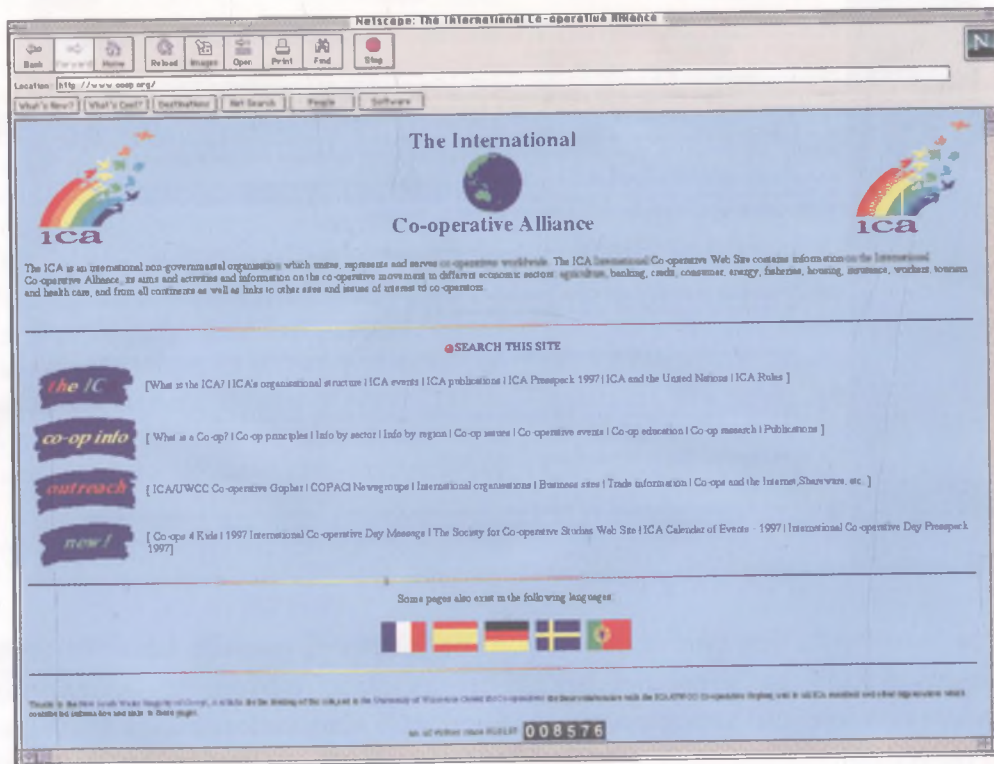 Netscape: The International Co-operative Alliance
Back Forward Home Reload Images Open Print Find Stop
N
Location: http://www.coop.org/
What's New? What's Cool? Destinations Net Search People Software
The International
Co-operative Alliance
ica
ica
The ICA is an international non-governmental organisation which unites, represents and serves co-operatives worldwide. The ICA International Co-operative Web Site contains information on the International
Co-operative Alliance, its aims and activities and information on the co-operative movement in different economic sectors: agriculture, banking, credit, consumer, energy, fisheries, housing, insurance, workers, tourism
and health care, and from all continents as well as links to other sites and issues of interest to co-operators.
SEARCH THIS SITE
the IC [What is the ICA? | ICA's organisational structure | ICA events | ICA publications | ICA Presspack 1997 | ICA and the United Nations | ICA Rules ]
co-op info [ What is a Co-op? | Co-op principles | Info by sector | Info by region | Co-op issues | Co-operative events | Co-op education | Co-op research | Publications ]
outreach [ ICA/UWCC Co-operative Gopher | COPACI Newsgroups | International organisations | Business sites | Trade information | Co-ops and the Internet, Shareware, etc. ]
new! [ Co-ops 4 Kids | 1997 International Co-operative Day Message | The Society for Co-operative Studies Web Site | ICA Calendar of Events - 1997 | International Co-operative Day Presspack
1997]
Some pages also exist in the following languages:
contributed information and links to these pages.
008576